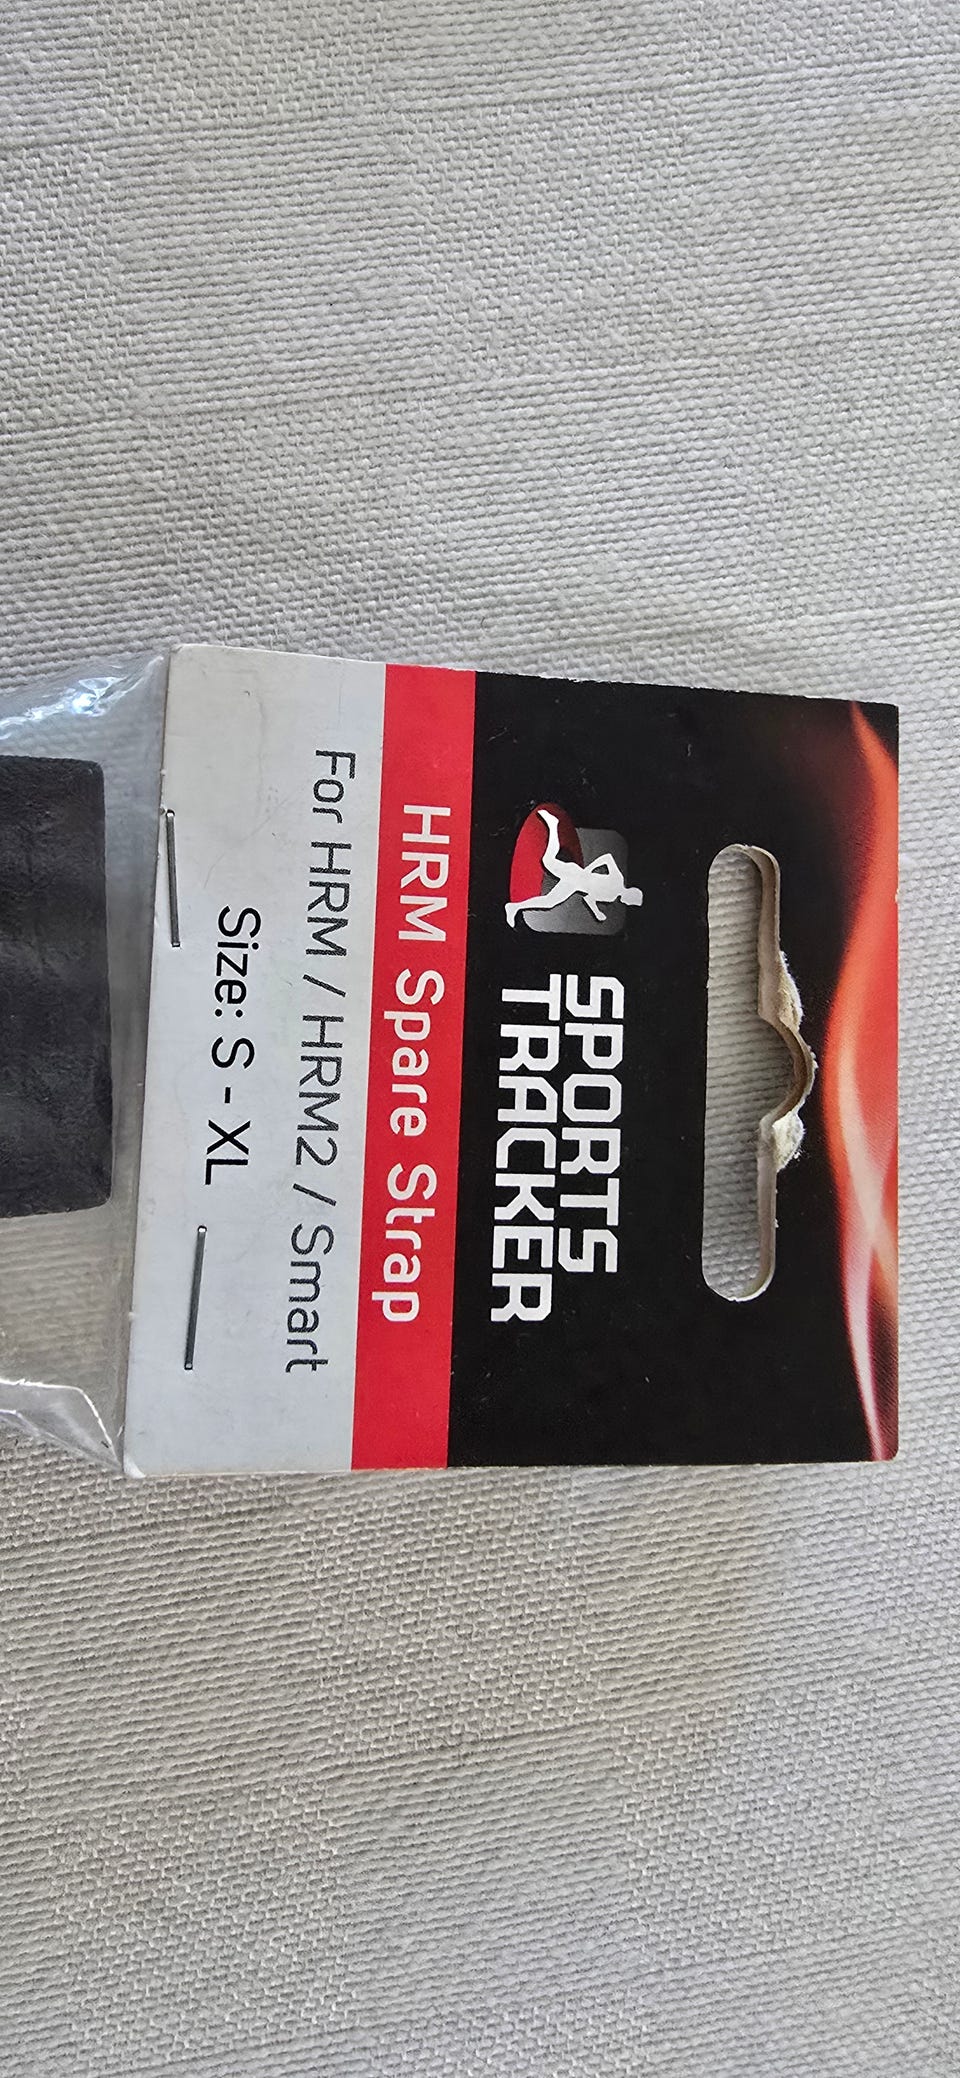 SPORTS
TRACKER
HRM Spare Strap
For HRM / HRM2 / Smart
Size: S - XL